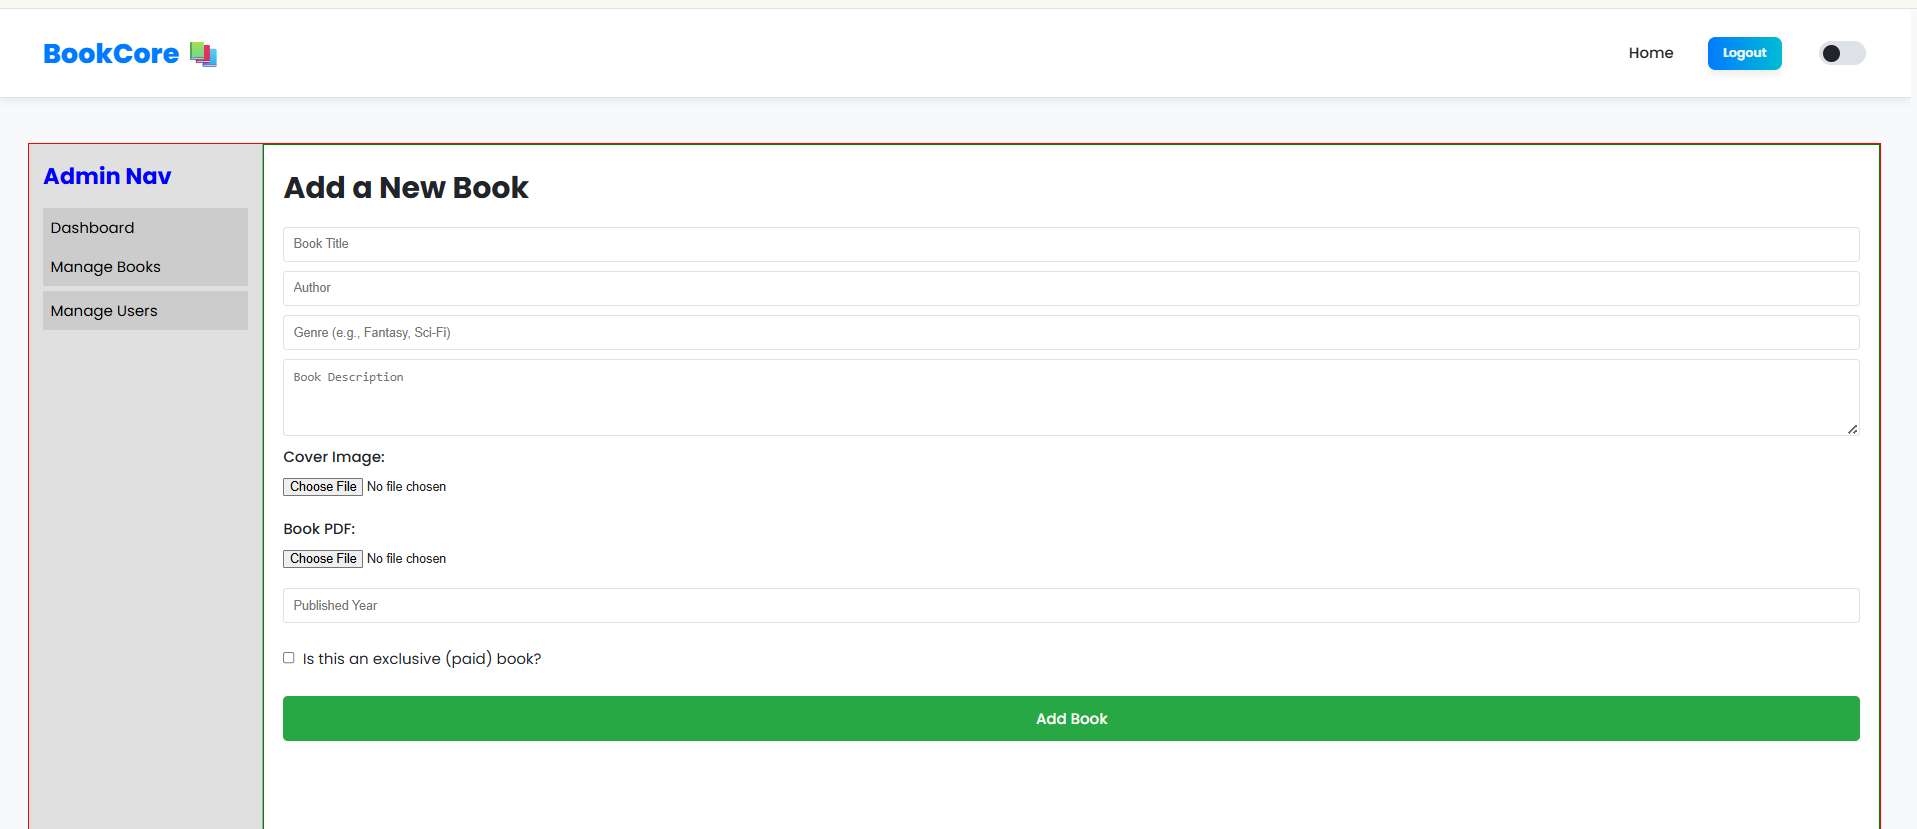 BookCore
Home
Logout
Admin Nav
Dashboard
Manage Books
Manage Users
Add a New Book
Book Title
Author
Genre (e.g., Fantasy, Sci-Fi)
Book Description
Cover Image:
Choose File No file chosen
Book PDF:
Choose File No file chosen
Published Year
Is this an exclusive (paid) book?
Add Book